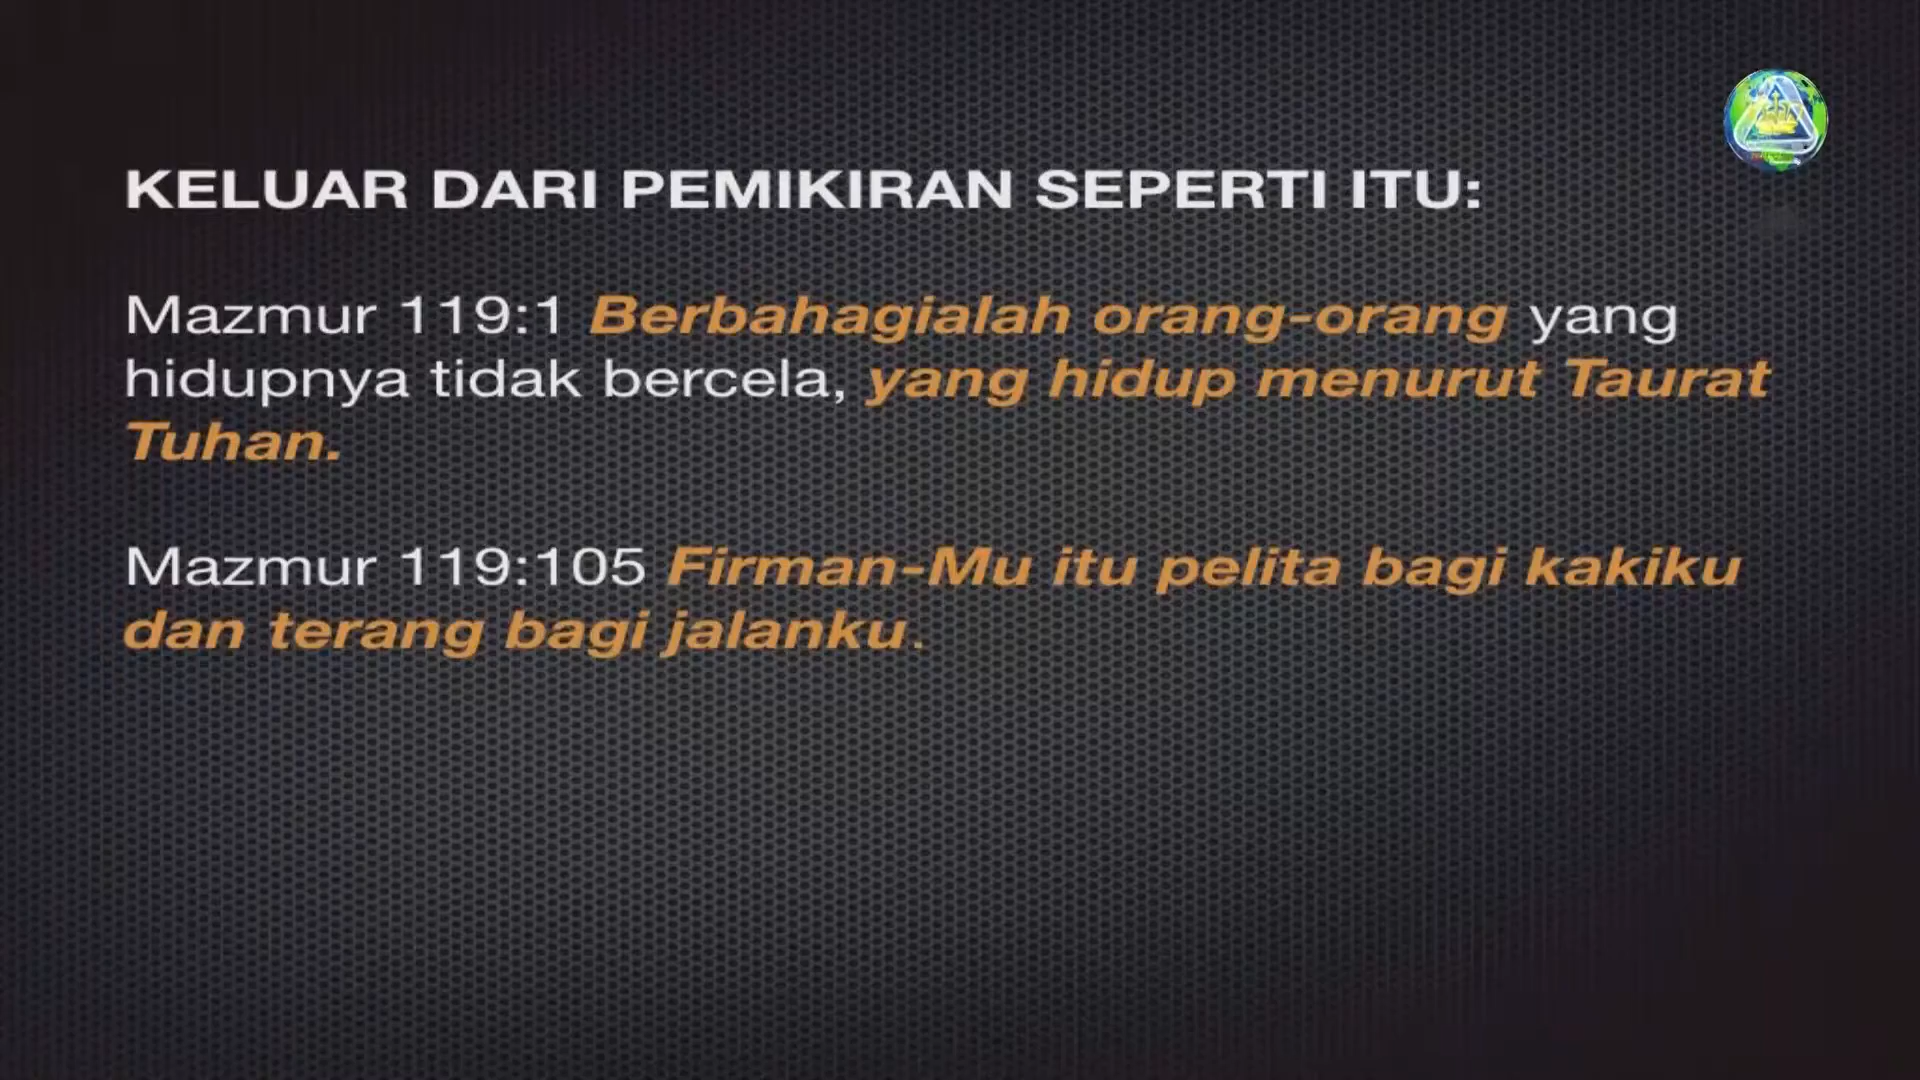 KELUAR DARI PEMIKIRAN SEPERTI ITU:
Mazmur 119:1 Berbahagialah orang-orang yang
hidupnya tidak bercela, yang hidup menurut Taurat
Tuhan.
Mazmur 119:105 Firman-Mu itu pelita bagi kakiku
dan terang bagi jalanku.